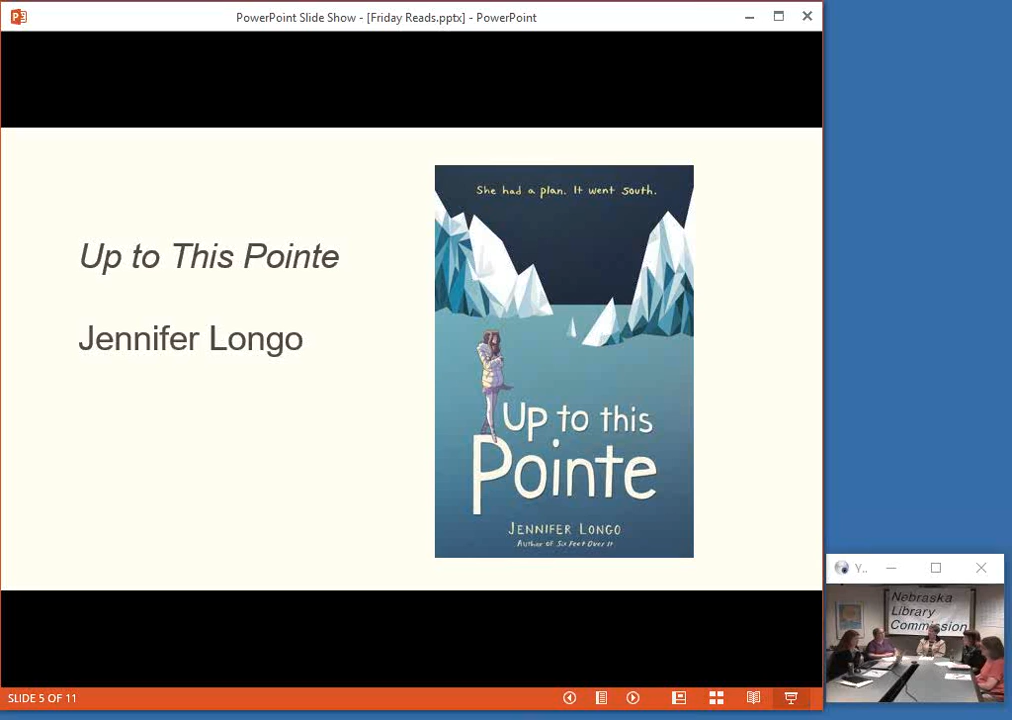 PowerPoint Slide Show - [Friday Reads.pptx] - PowerPoint
She had a plan. It went south.
Up to This Pointe
Jennifer Longo
Up to this
Pointe
Jennifer Longo
Author of Six Feet Over It
Y..
Nebraska
Library
Commission
SLIDE 5 OF 11